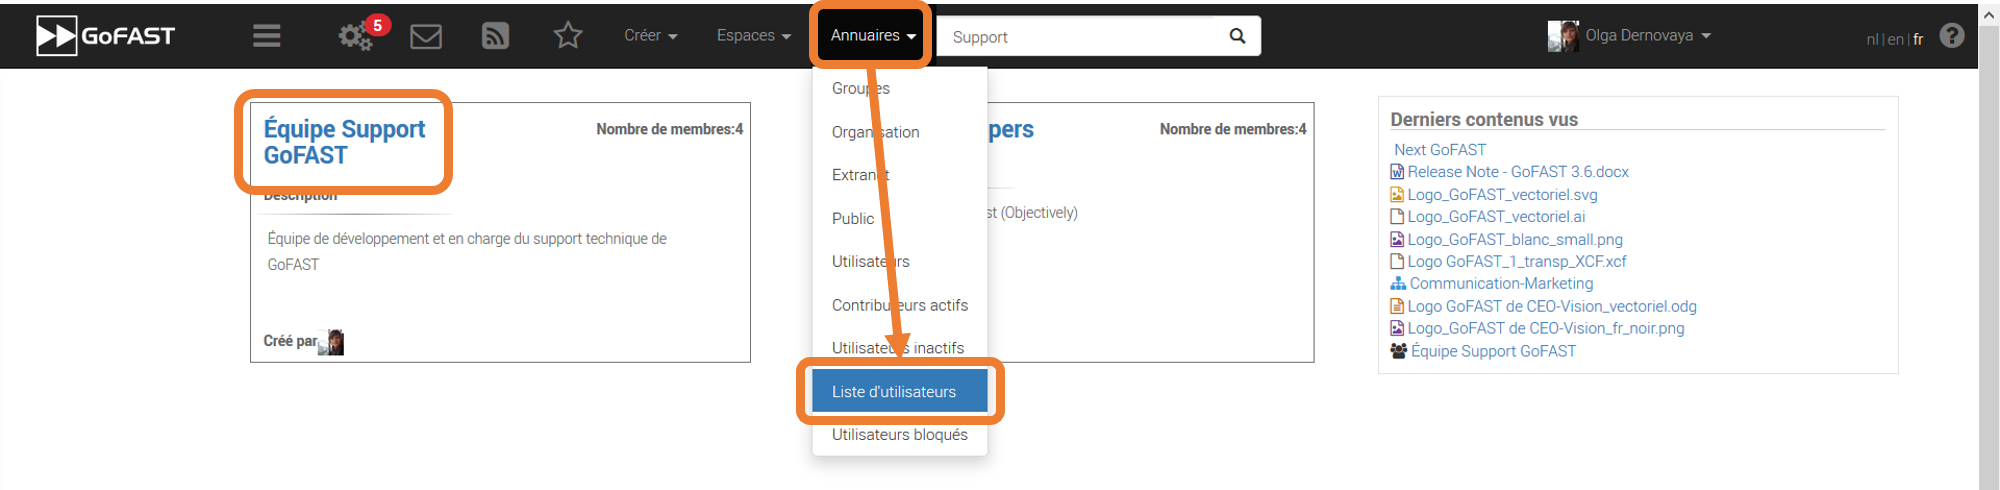 GoFAST
5
Créer
Espaces
Annuaires
Support
Olga Dernovaya
nl | en | fr
?
Groupes
Organisation
Extranet
Public
Utilisateurs
Contributeurs actifs
Utilisateurs inactifs
Liste d'utilisateurs
Utilisateurs bloqués
Équipe Support
GoFAST
Nombre de membres:4
Description
Équipe de développement et en charge du support technique de
GoFAST
Créé par
pers
Nombre de membres:4
st (Objectively)
Derniers contenus vus
Next GoFAST
Release Note - GoFAST 3.6.docx
Logo_GoFAST_vectoriel.svg
Logo_GoFAST_vectoriel.ai
Logo_GoFAST_blanc_small.png
Logo GoFAST_1_transp_XCF.xcf
Communication-Marketing
Logo GoFAST de CEO-Vision_vectoriel.odg
Logo_GoFAST de CEO-Vision_fr_noir.png
Équipe Support GoFAST